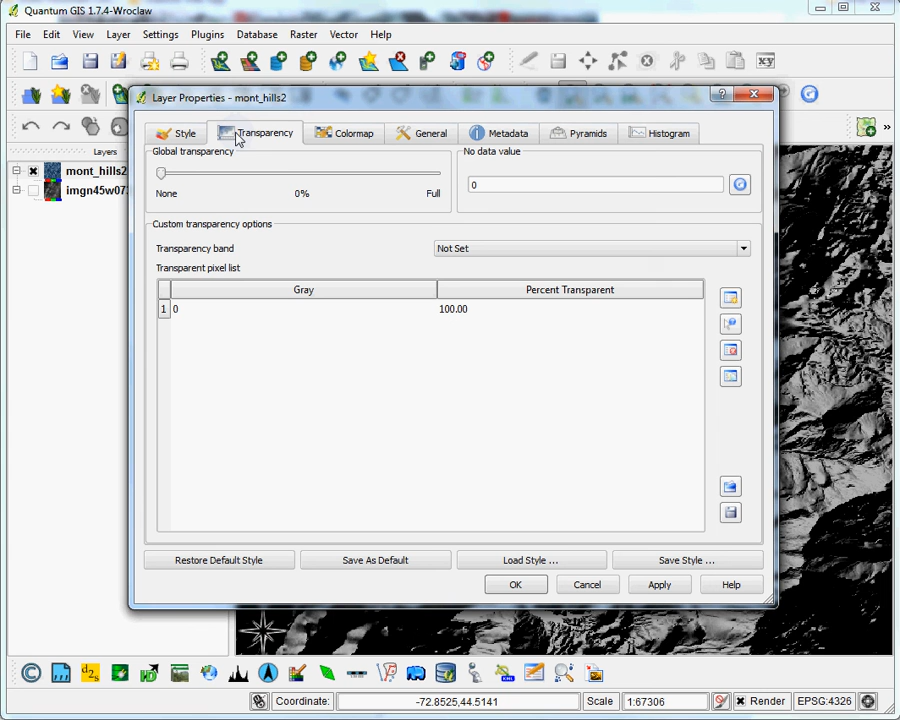 Quantum GIS 1.7.4-Wroclaw
File Edit View Layer Settings Plugins Database Raster Vector Help
Layer Properties - mont_hills2
Style Transparency Colormap General Metadata Pyramids Histogram
Layers
mont_hills2
imgn45w073
Global transparency
None 0% Full
No data value
0
Custom transparency options
Transparency band Not Set
Transparent pixel list
Gray Percent Transparent
1 0 100.00
Restore Default Style Save As Default Load Style ... Save Style ...
OK Cancel Apply Help
Coordinate: -72.8525,44.5141 Scale 1:67306 Render EPSG:4326